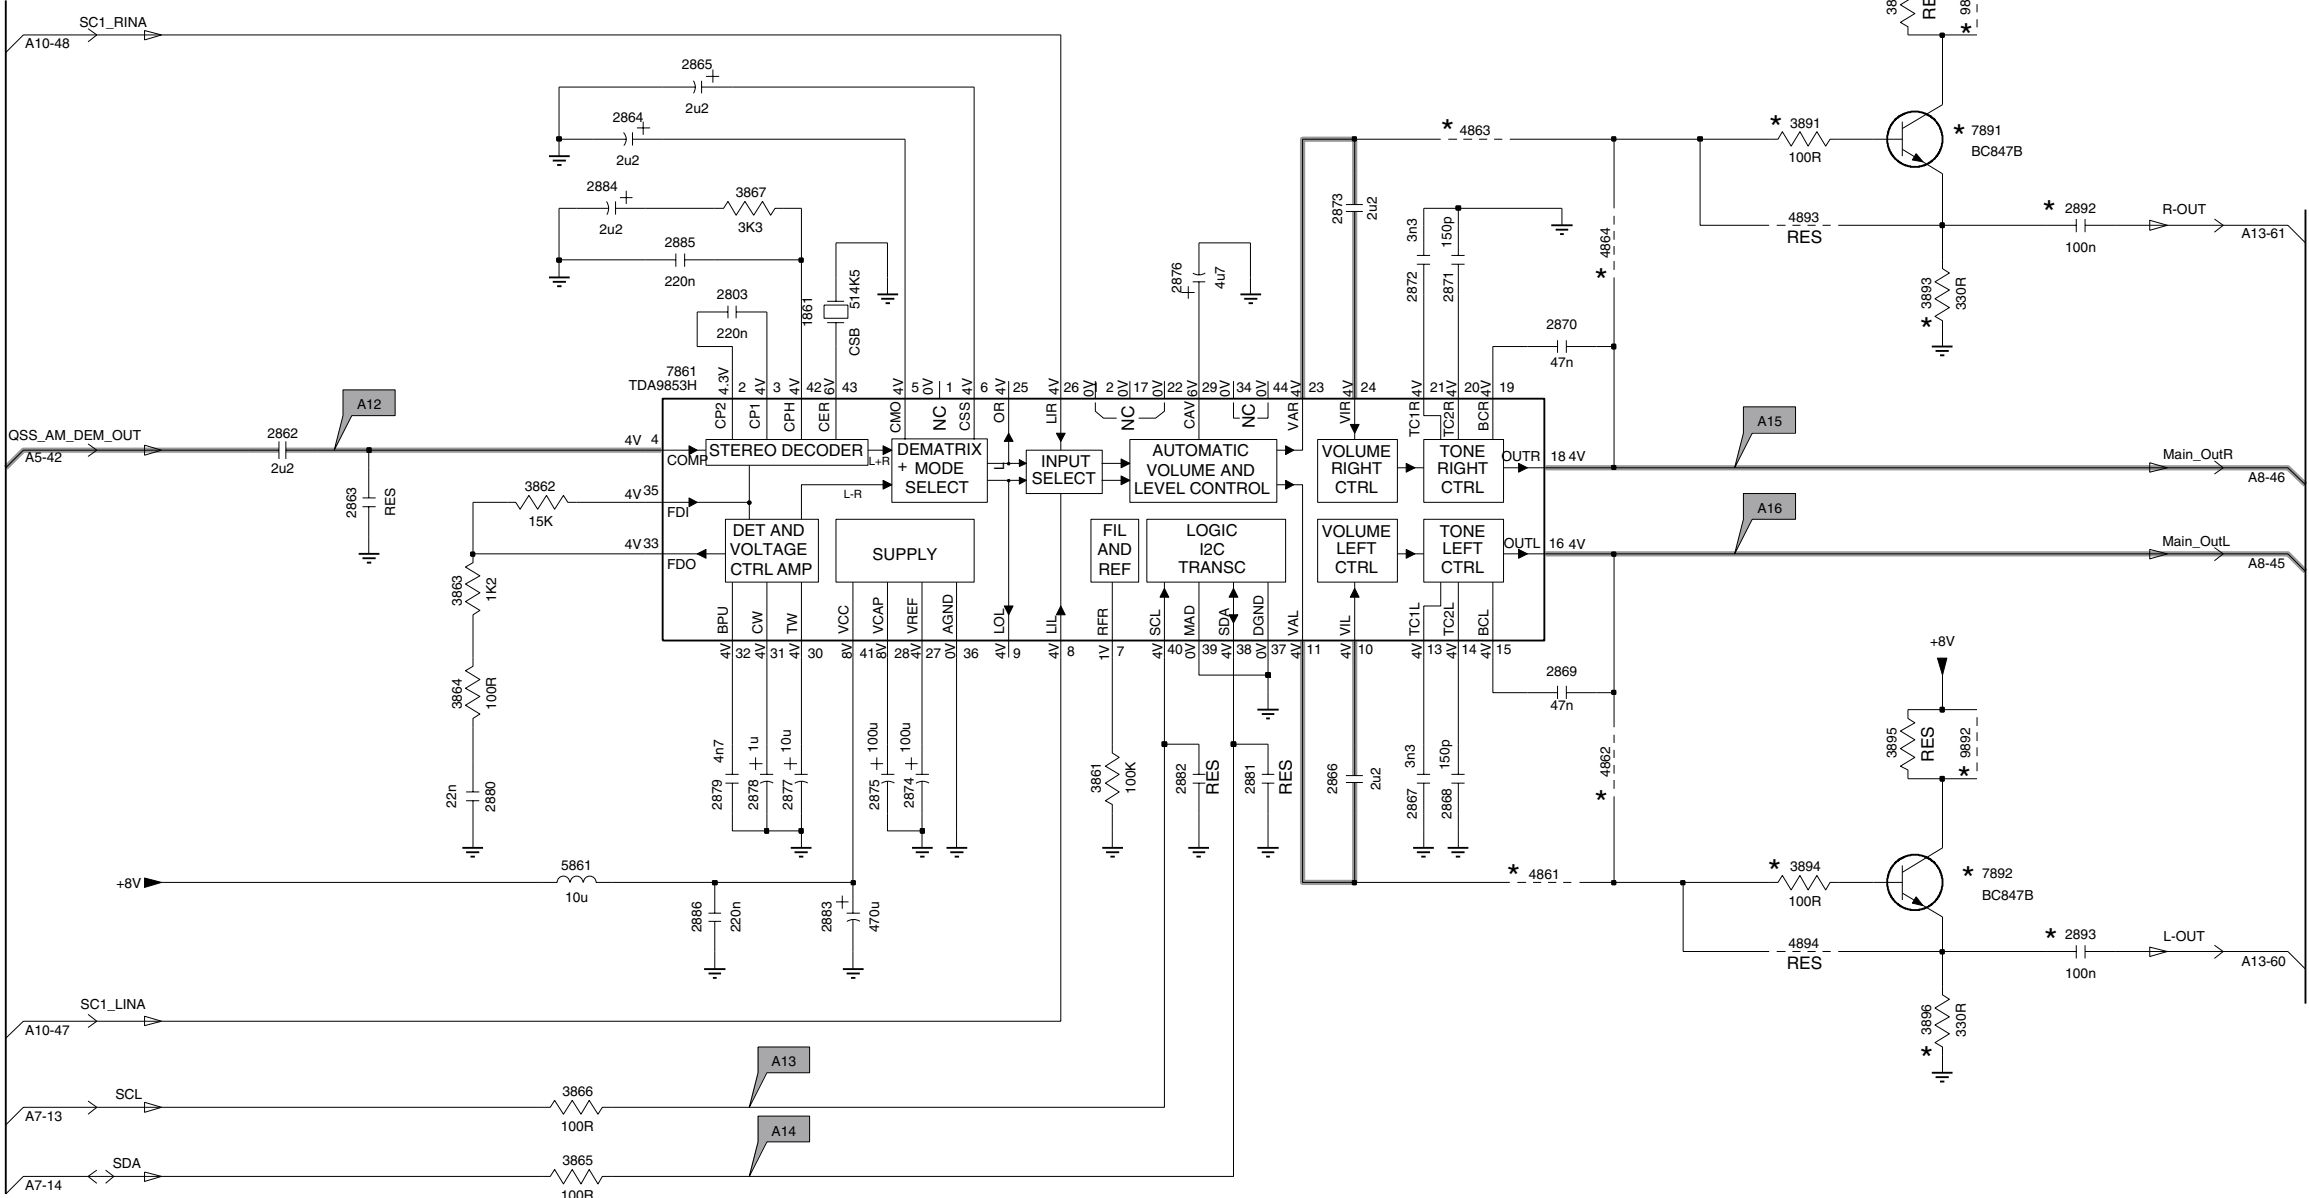 SC1_RINA
A10-48
2865
+
2u2
2864
+
2u2
2884
+
2u2
3867
3K3
2885
220n
2803
220n
1861
514K5
CSB
2876
+
4u7
2873
2u2
3n3
2872
150p
2871
* 4863
* 4864
* 3891
100R
* 7891
BC847B
4893
RES
* 2892
100n
R-OUT
A13-61
* 3893
330R
2870
47n
7861
TDA9853H
4.3V 2
4V 3
4V 42
6V 43
4V 5
0V 1
4V 6
4V 25
4V 26
0V 2
0V 17
0V 22
6V 29
0V 34
0V 44
4V 23
4V 24
4V 21
4V 20
4V 19
CP2
CP1
CPH
CER
CMO
NC
CSS
OR
LIR
NC
CAV
NC
VAR
VIR
TC1R
TC2R
BCR
A12
QSS_AM_DEM_OUT
A5-42
2862
2u2
2863
RES
4V 4
COMP
STEREO DECODER
L+R
L-R
DEMATRIX
+ MODE
SELECT
INPUT
SELECT
AUTOMATIC
VOLUME AND
LEVEL CONTROL
VOLUME
RIGHT
CTRL
TONE
RIGHT
CTRL
OUTR
18 4V
A15
Main_OutR
A8-46
3862
15K
4V 35
FDI
4V 33
FDO
DET AND
VOLTAGE
CTRL AMP
SUPPLY
FIL
AND
REF
LOGIC
I2C
TRANSC
VOLUME
LEFT
CTRL
TONE
LEFT
CTRL
OUTL
16 4V
A16
Main_OutL
A8-45
BPU
CW
TW
VCC
VCAP
VREF
AGND
LOL
LIL
RFR
SCL
MAD
SDA
DGND
VAL
VIL
TC1L
TC2L
BCL
4V 32
4V 31
4V 30
8V 41
8V 28
4V 27
0V 36
4V 9
4V 8
1V 7
4V 40
0V 39
4V 38
0V 37
4V 11
4V 10
4V 13
4V 14
4V 15
3863
1K2
3864
100R
22n
2880
4n7
2879
+ 1u
2878
+ 10u
2877
+ 100u
2875
+ 100u
2874
3861
100K
2882
RES
2881
RES
2866
2u2
3n3
2867
150p
2868
2869
47n
* 4862
+8V
3895
RES
* 9892
+8V
5861
10u
2886
220n
2883
+
470u
* 4861
* 3894
100R
* 7892
BC847B
4894
RES
* 2893
100n
L-OUT
A13-60
* 3896
330R
SC1_LINA
A10-47
A13
SCL
A7-13
3866
100R
A14
SDA
A7-14
3865
100R